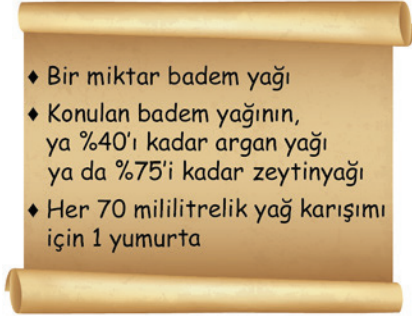 ♦ Bir miktar badem yağı
♦ Konulan badem yağının,
ya %40'ı kadar argan yağı
ya da %75'i kadar zeytinyağı
♦ Her 70 mililitrelik yağ karışımı
için 1 yumurta